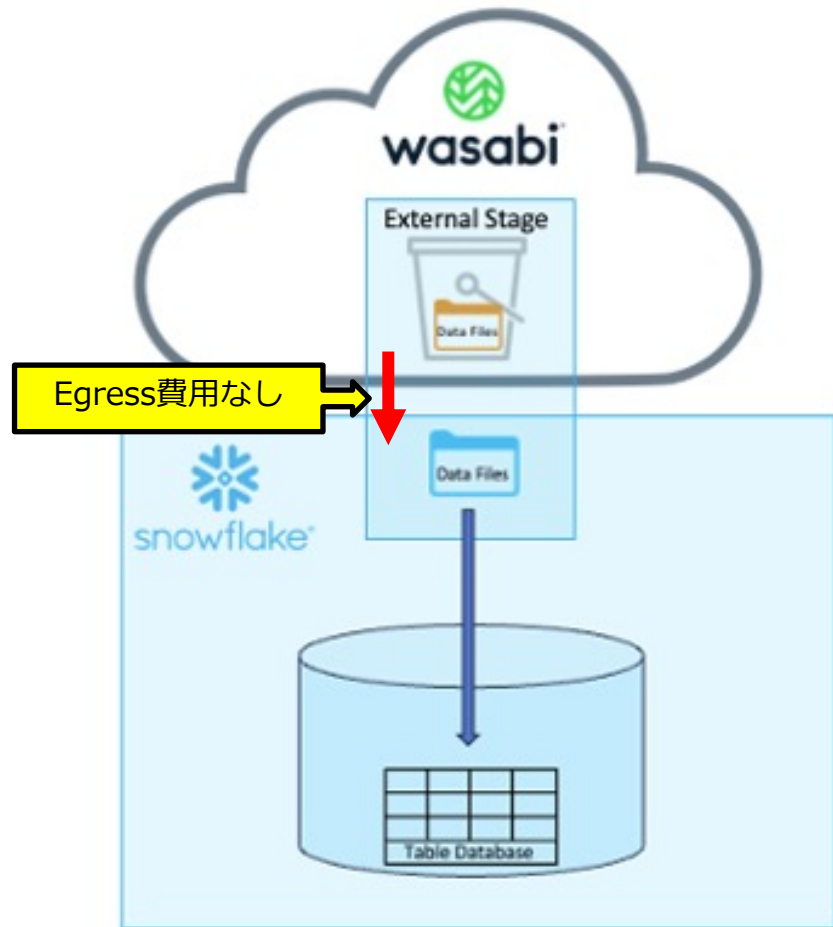 wasabi
External Stage
Data Files
Egress費用なし
Data Files
snowflake®
Table Database